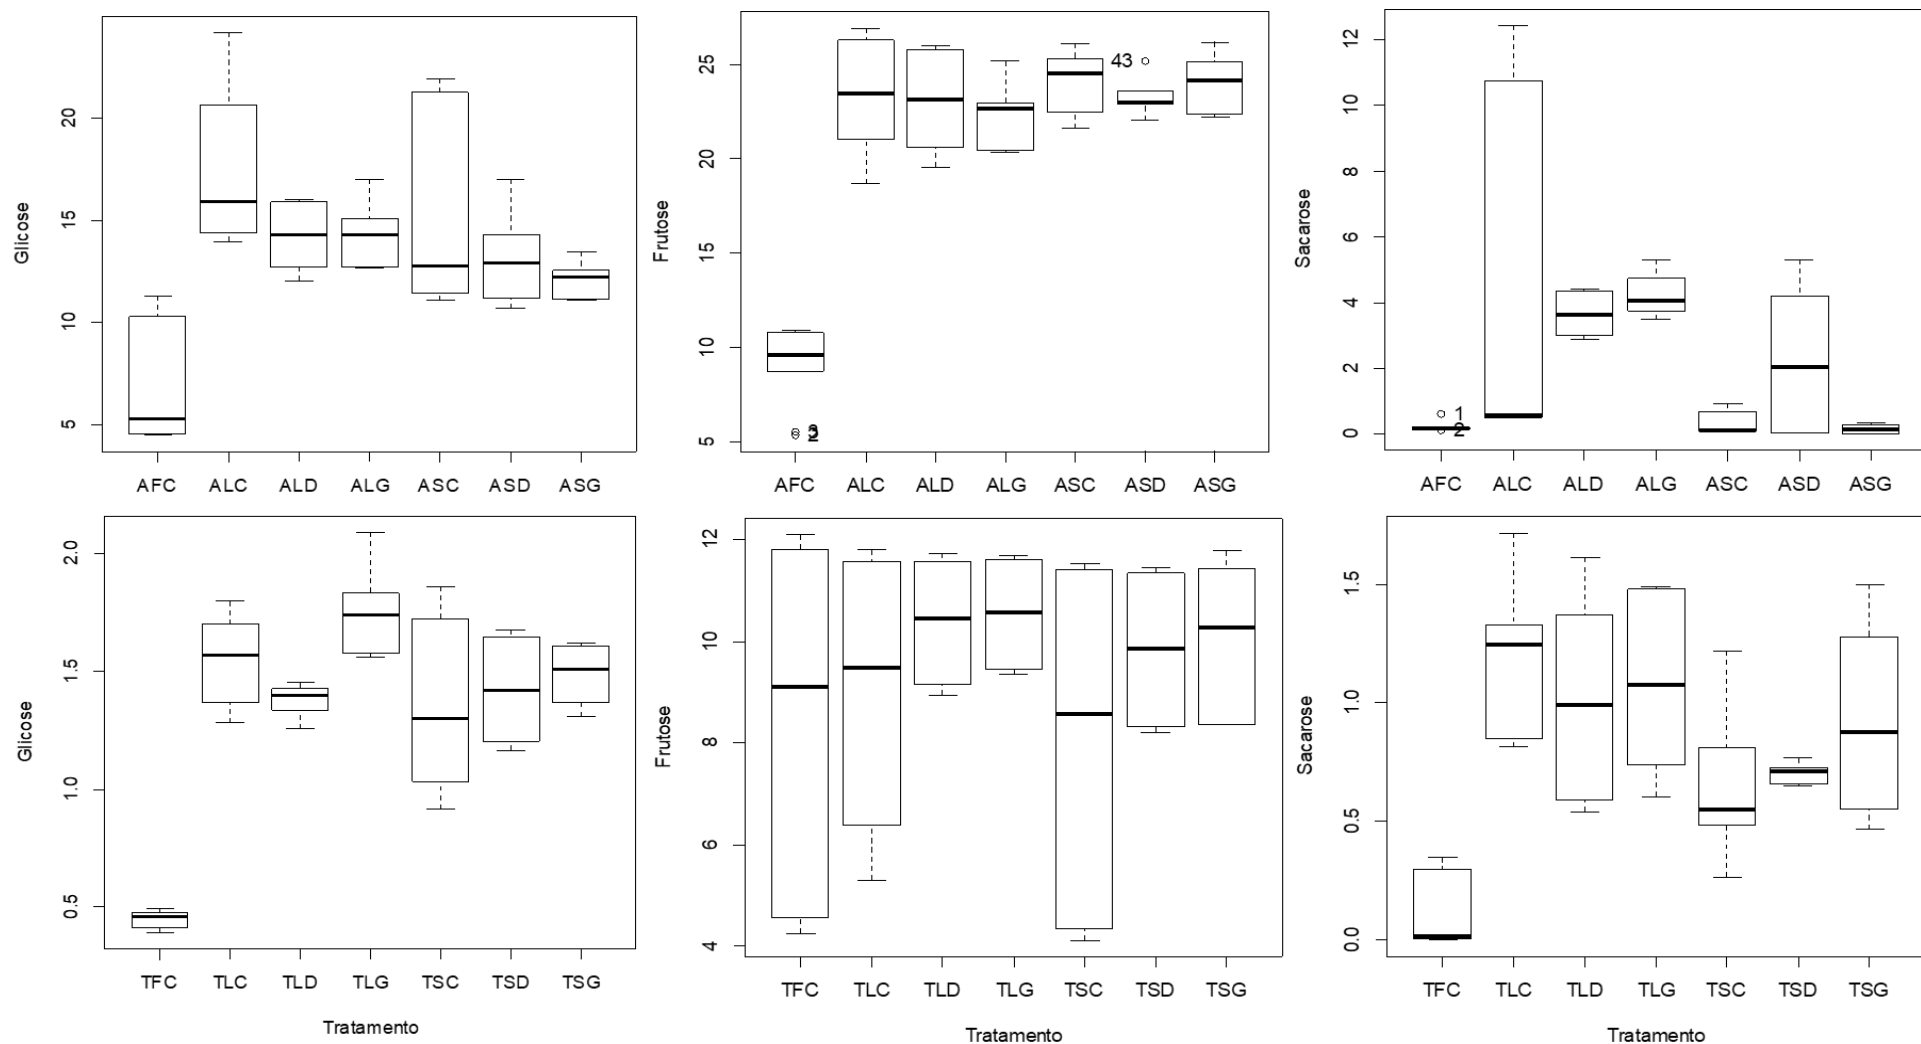 Glicose
20
15
10
5
AFC ALC ALD ALG ASC ASD ASG
Frutose
25
20
15
10
5
43
2
AFC ALC ALD ALG ASC ASD ASG
Sacarose
12
10
8
6
4
2
0
1
2
AFC ALC ALD ALG ASC ASD ASG
Glicose
2.0
1.5
1.0
0.5
TFC TLC TLD TLG TSC TSD TSG
Tratamento
Frutose
12
10
8
6
4
TFC TLC TLD TLG TSC TSD TSG
Tratamento
Sacarose
1.5
1.0
0.5
0.0
TFC TLC TLD TLG TSC TSD TSG
Tratamento